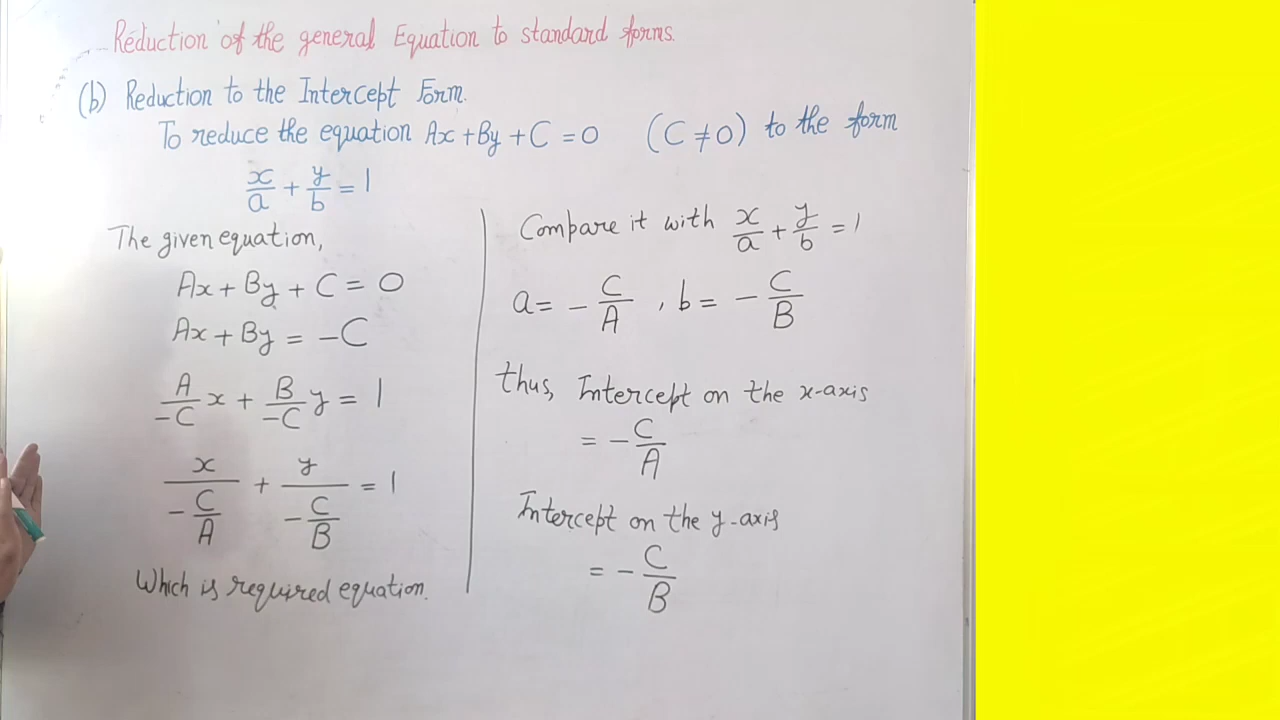 Reduction of the general Equation to standard forms.
(b) Reduction to the Intercept Form.
To reduce the equation Ax + By + C = 0 (C ≠ 0) to the form
x/a + y/b = 1
The given equation,
Ax + By + C = 0
Ax + By = -C
A/-C x + B/-C y = 1
x/(-C/A) + y/(-C/B) = 1
Which is required equation.
Compare it with x/a + y/b = 1
a = - C/A , b = - C/B
thus, Intercept on the x-axis
= - C/A
Intercept on the y-axis
= - C/B